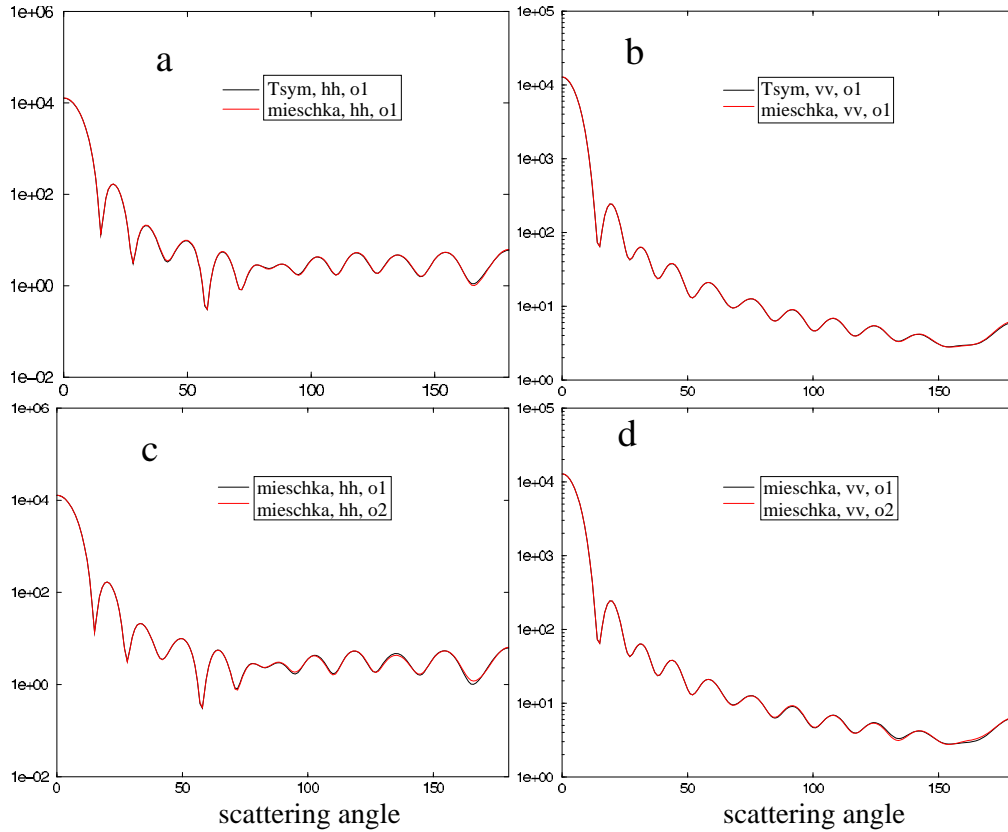 1e+06
a
Tsym, hh, o1
mieschka, hh, o1
1e+04
1e+02
1e+00
1e−02
0 50 100 150
1e+05
b
Tsym, vv, o1
mieschka, vv, o1
1e+04
1e+03
1e+02
1e+01
1e+00
0 50 100 150
1e+06
c
mieschka, hh, o1
mieschka, hh, o2
1e+04
1e+02
1e+00
1e−02
0 50 100 150
scattering angle
1e+05
d
mieschka, vv, o1
mieschka, vv, o2
1e+04
1e+03
1e+02
1e+01
1e+00
0 50 100 150
scattering angle